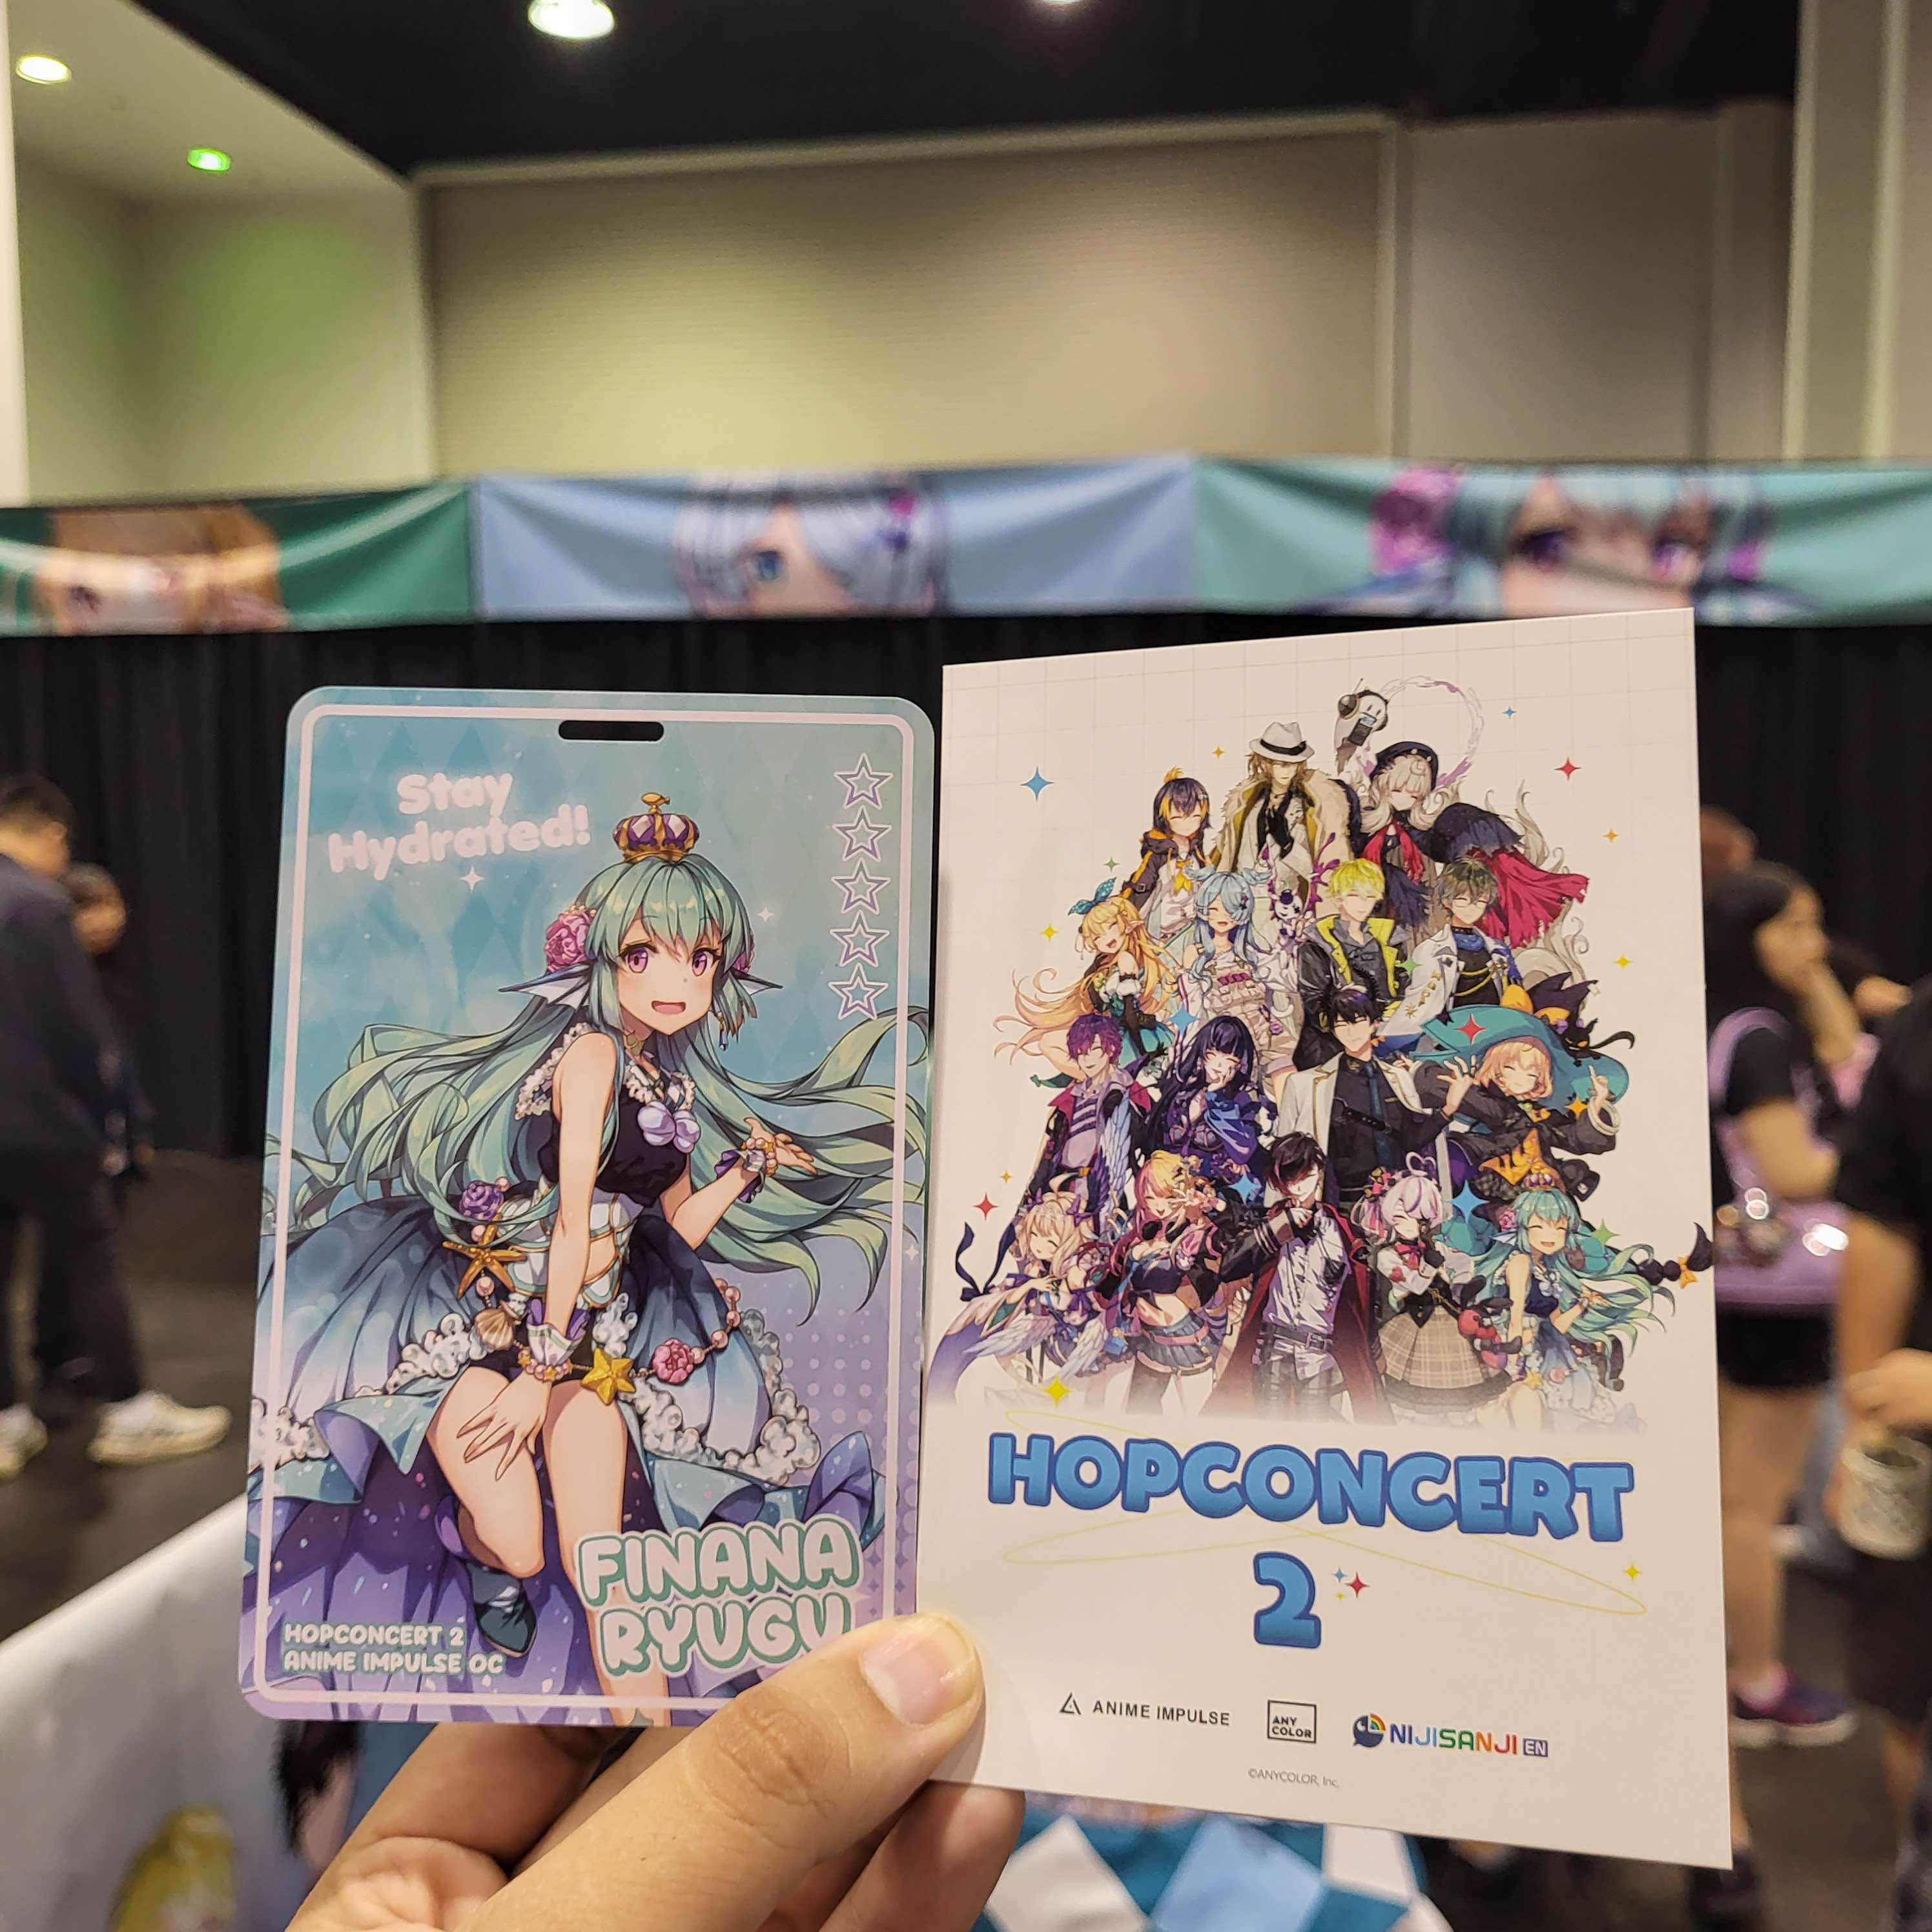 Stay
Hydrated!
FINANA
RYUGU
HOPCONCERT 2
ANIME IMPULSE OC
HOPCONCERT
2
ANIME IMPULSE
ANY
COLOR
NIJISANJI EN
©ANYCOLOR, Inc.